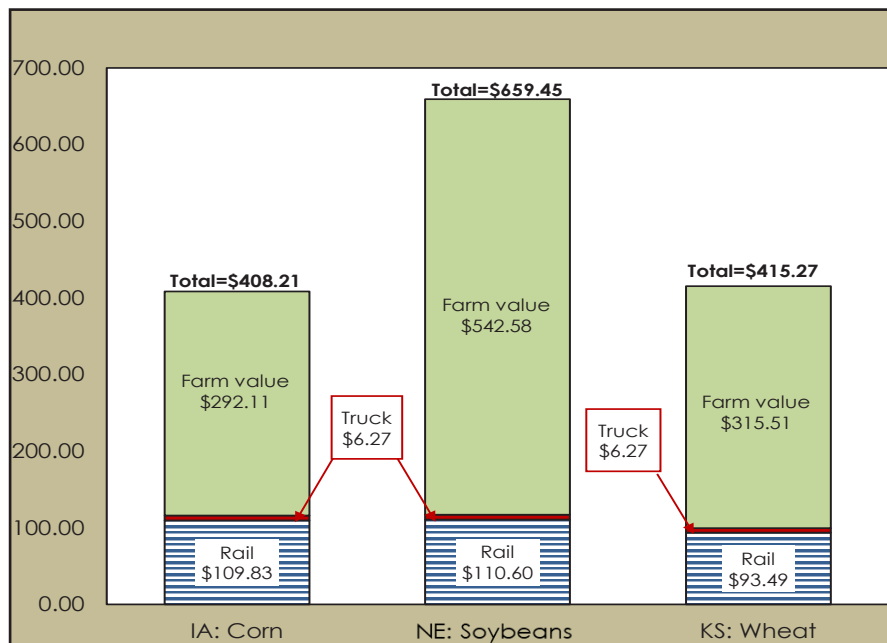 700.00
600.00
500.00
400.00
300.00
200.00
100.00
0.00
Total=$408.21
Farm value
$292.11
Rail
$109.83
Truck
$6.27
Total=$659.45
Farm value
$542.58
Rail
$110.60
Truck
$6.27
Total=$415.27
Farm value
$315.51
Rail
$93.49
IA: Corn
NE: Soybeans
KS: Wheat